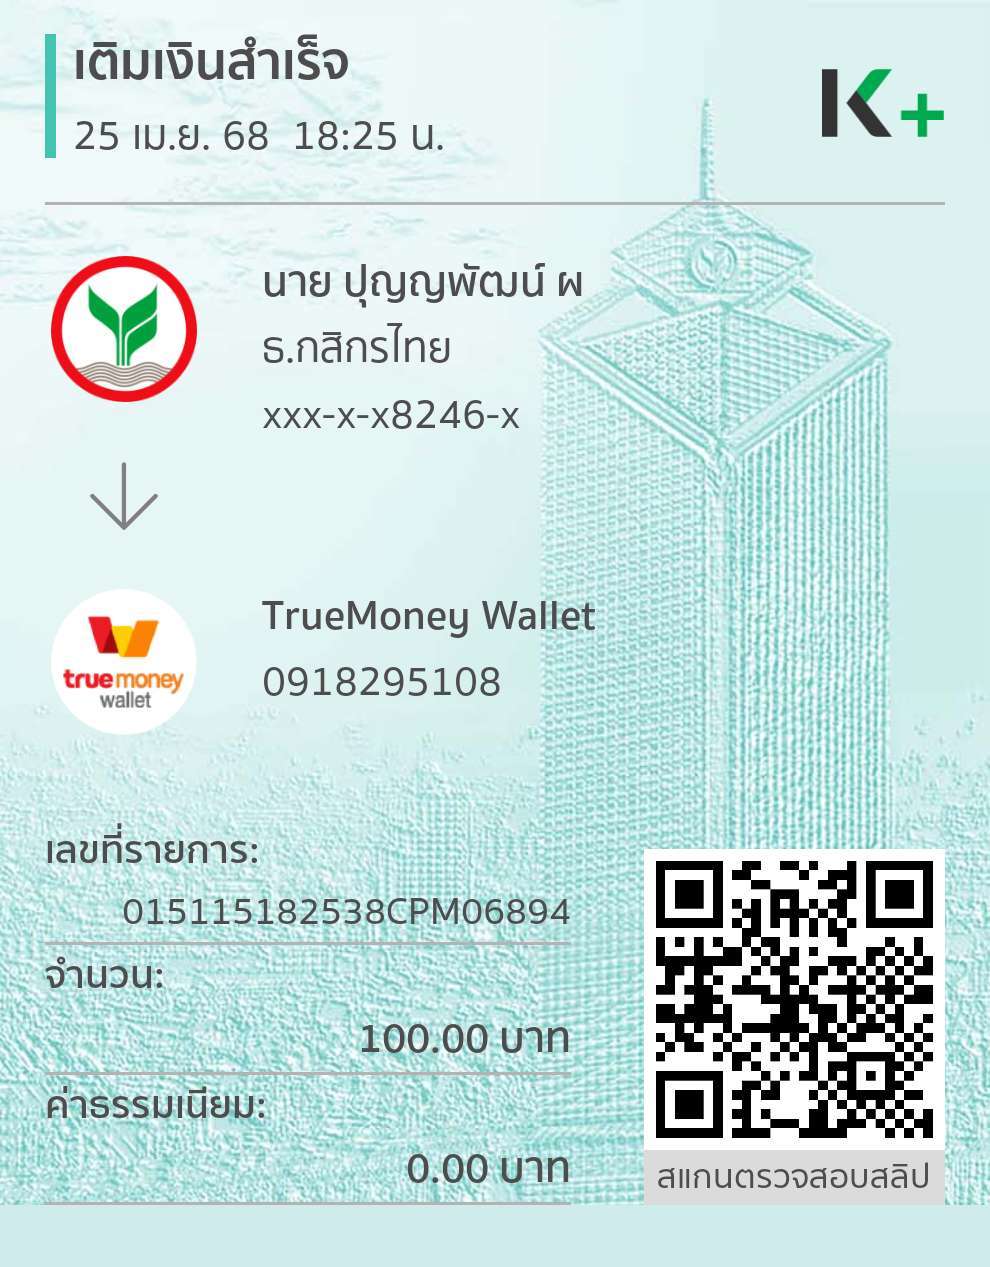 เติมเงินสำเร็จ
25 เม.ย. 68 18:25 น.
K+
นาย ปุญญพัฒน์ ผ
ธ.กสิกรไทย
xxx-x-x8246-x
TrueMoney Wallet
0918295108
true money
wallet
เลขที่รายการ:
015115182538CPM06894
จำนวน:
100.00 บาท
ค่าธรรมเนียม:
0.00 บาท
สแกนตรวจสอบสลิป